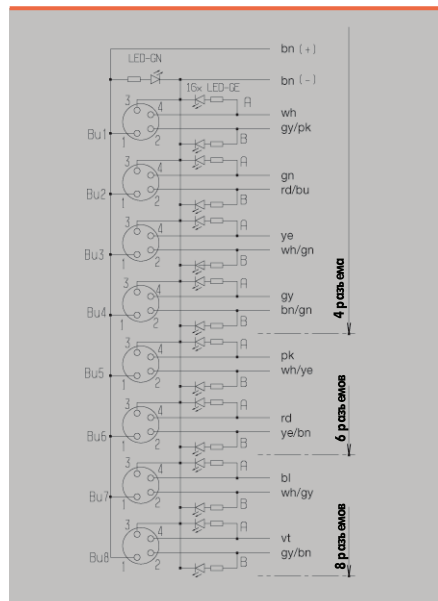 bn (+)
LED-GN
bn (-)
16x LED-GE
3 4 A
wh
gy/pk
Bu1 1 2 B
3 4 A
gn
rd/bu
Bu2 1 2 B
3 4 A
ye
wh/gn
Bu3 1 2 B
3 4 A
gy
bn/gn
Bu4 1 2 B
4 разъема
3 4 A
pk
wh/ye
Bu5 1 2 B
3 4 A
rd
ye/bn
Bu6 1 2 B
6 разъемов
3 4 A
bl
wh/gy
Bu7 1 2 B
3 4 A
vt
gy/bn
Bu8 1 2 B
8 разъемов